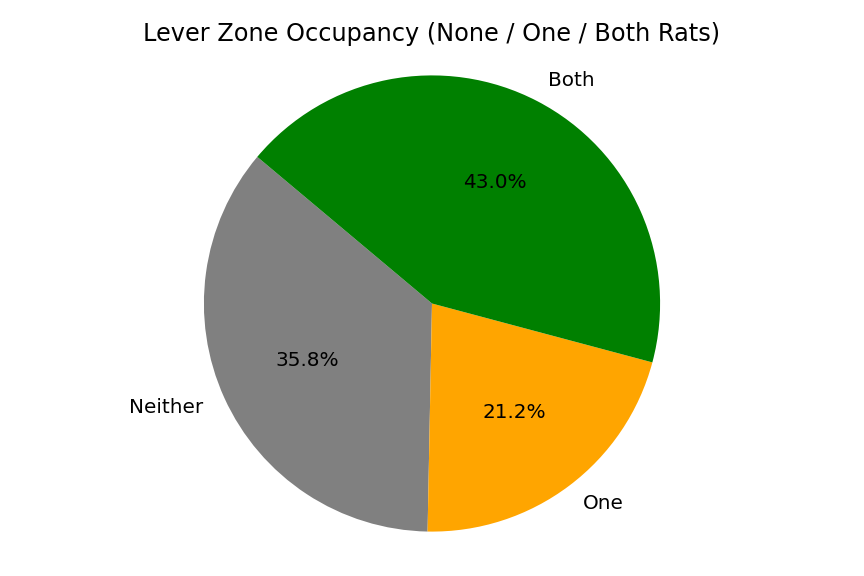 Lever Zone Occupancy (None / One / Both Rats)
Both
43.0%
35.8%
Neither
21.2%
One